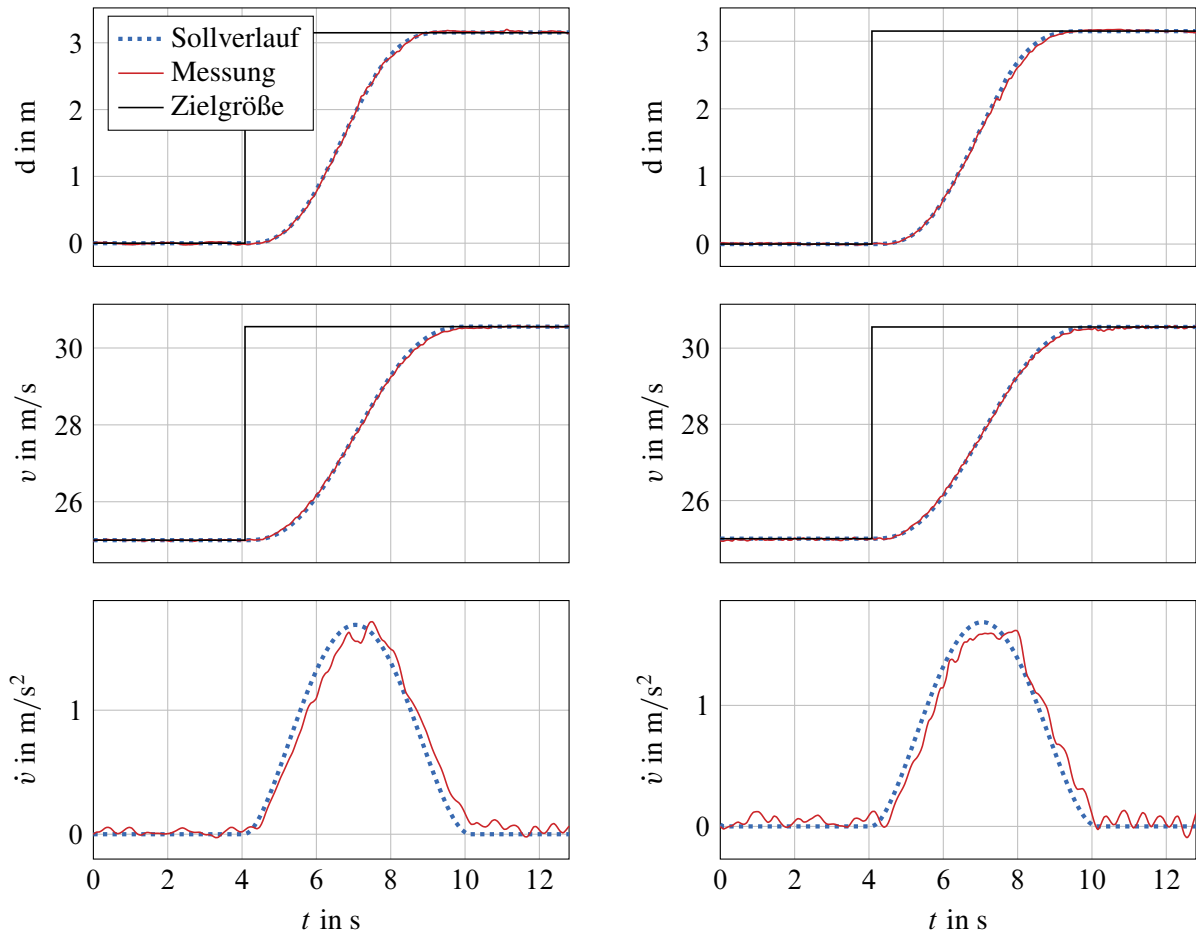 3
2
1
0
d in m
Sollverlauf
Messung
Zielgröße
3
2
1
0
d in m
30
28
26
v in m/s
30
28
26
v in m/s
1
0
v̇ in m/s²
0 2 4 6 8 10 12
t in s
1
0
v̇ in m/s²
0 2 4 6 8 10 12
t in s